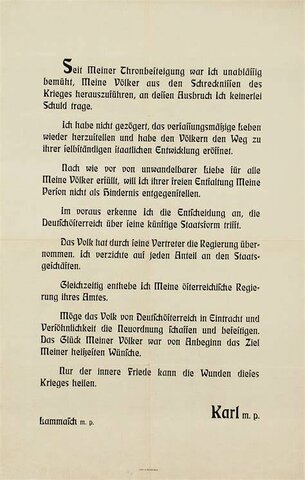 Seit Meiner Thronbesteigung war Ich unablässig
bemüht, Meine Völker aus den Schrecknissen des
Krieges herauszuführen, an dessen Ausbruch Ich keinerlei
Schuld trage.
Ich habe nicht gezögert, das verfassungsmäßige Leben
wieder herzustellen und habe den Völkern den Weg zu
ihrer selbständigen staatlichen Entwicklung eröffnet.
Nach wie vor von unwandelbarer Liebe für alle
Meine Völker erfüllt, will Ich ihrer freien Entfaltung Meine
Person nicht als Hindernis entgegenstellen.
Im voraus erkenne Ich die Entscheidung an, die
Deutschösterreich über seine künftige Staatsform trifft.
Das Volk hat durch seine Vertreter die Regierung über-
nommen. Ich verzichte auf jeden Anteil an den Staats-
geschäften.
Gleichzeitig enthebe Ich Meine österreichische Regie-
rung ihres Amtes.
Möge das Volk von Deutschösterreich in Eintracht und
Versöhnlichkeit die Neuordnung schaffen und befestigen.
Das Glück Meiner Völker war von Anbeginn das Ziel
Meiner heißesten Wünsche.
Nur der innere Friede kann die Wunden dieses
Krieges heilen.
Karl m. p.
Lammasch m. p.